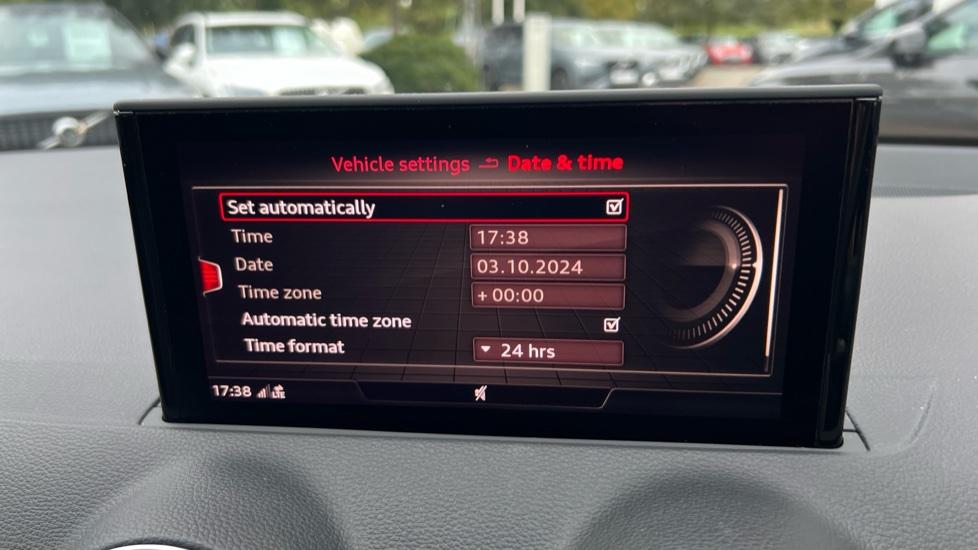 Vehicle settings Date & time
Set automatically
Time 17:38
Date 03.10.2024
Time zone + 00:00
Automatic time zone
Time format 24 hrs
17:38 LTE